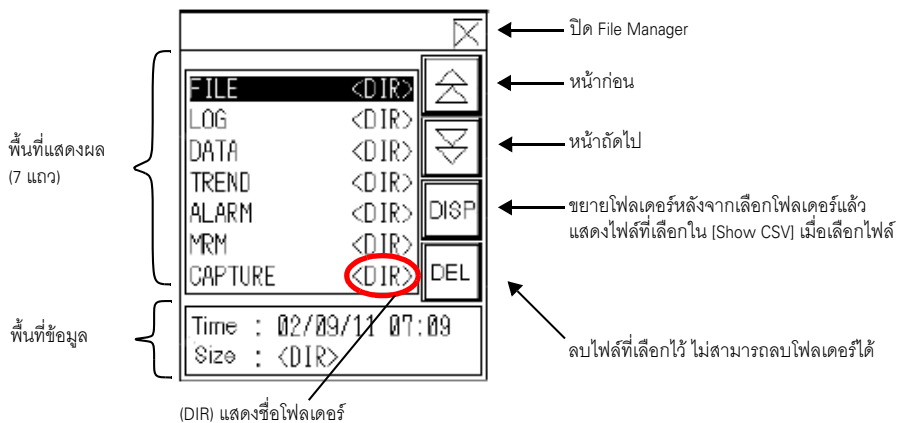 ปิด File Manager
FILE <DIR>
หน้าก่อน
LOG <DIR>
DATA <DIR>
หน้าถัดไป
พื้นที่แสดงผล
(7 แถว)
TREND <DIR>
ALARM <DIR>
DISP
ขยายโฟลเดอร์หลังจากเลือกโฟลเดอร์แล้ว
แสดงไฟล์ที่เลือกใน [Show CSV] เมื่อเลือกไฟล์
MRM <DIR>
CAPTURE <DIR>
DEL
พื้นที่ข้อมูล
Time : 02/09/11 07:09
Size : <DIR>
ลบไฟล์ที่เลือกไว้ ไม่สามารถลบโฟลเดอร์ได้
(DIR) แสดงชื่อโฟลเดอร์